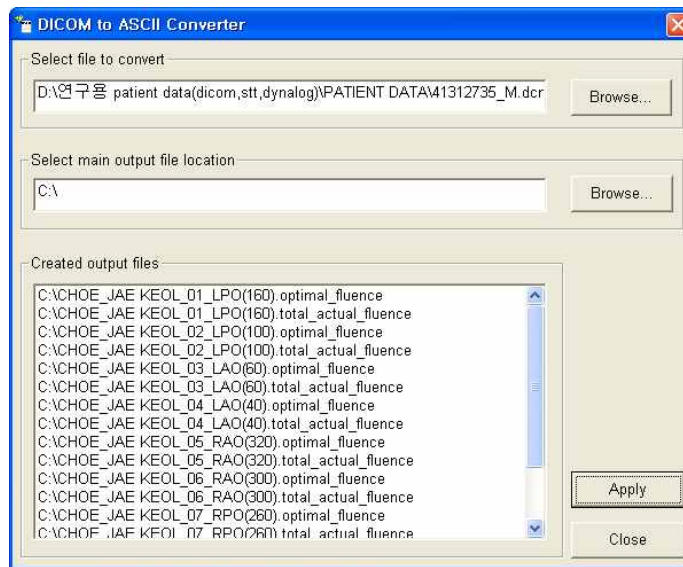 DICOM to ASCII Converter
Select file to convert
D:\연구용 patient data(dicom,stt,dynalog)\PATIENT DATA\41312735_M.dcr
Browse...
Select main output file location
C:\
Browse...
Created output files
C:\CHOE_JAE KEOL_01_LPO(160).optimal_fluence
C:\CHOE_JAE KEOL_01_LPO(160).total_actual_fluence
C:\CHOE_JAE KEOL_02_LPO(100).optimal_fluence
C:\CHOE_JAE KEOL_02_LPO(100).total_actual_fluence
C:\CHOE_JAE KEOL_03_LAO(60).optimal_fluence
C:\CHOE_JAE KEOL_03_LAO(60).total_actual_fluence
C:\CHOE_JAE KEOL_04_LAO(40).optimal_fluence
C:\CHOE_JAE KEOL_04_LAO(40).total_actual_fluence
C:\CHOE_JAE KEOL_05_RAO(320).optimal_fluence
C:\CHOE_JAE KEOL_05_RAO(320).total_actual_fluence
C:\CHOE_JAE KEOL_06_RAO(300).optimal_fluence
C:\CHOE_JAE KEOL_06_RAO(300).total_actual_fluence
C:\CHOE_JAE KEOL_07_RPO(260).optimal_fluence
C:\CHOE_JAE KEOL_07_RPO(260).total_actual_fluence
Apply
Close